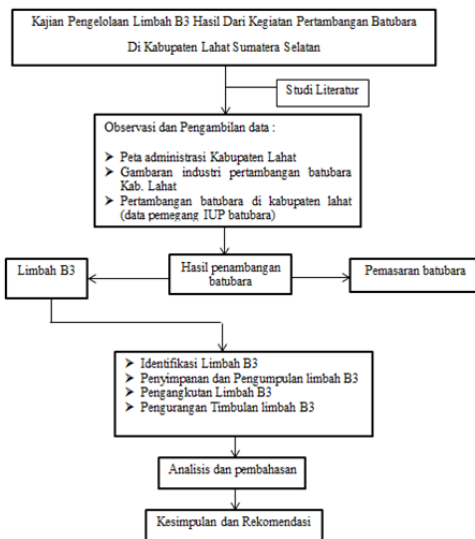 Kajian Pengelolaan Limbah B3 Hasil Dari Kegiatan Pertambangan Batubara
Di Kabupaten Lahat Sumatera Selatan
Studi Literatur
Observasi dan Pengambilan data :
➤ Peta administrasi Kabupaten Lahat
➤ Gambaran industri pertambangan batubara
Kab. Lahat
➤ Pertambangan batubara di kabupaten lahat
(data pemegang IUP batubara)
Limbah B3
Hasil penambangan
batubara
Pemasaran batubara
➤ Identifikasi Limbah B3
➤ Penyimpanan dan Pengumpulan limbah B3
➤ Pengangkutan Limbah B3
➤ Pengurangan Timbulan limbah B3
Analisis dan pembahasan
Kesimpulan dan Rekomendasi